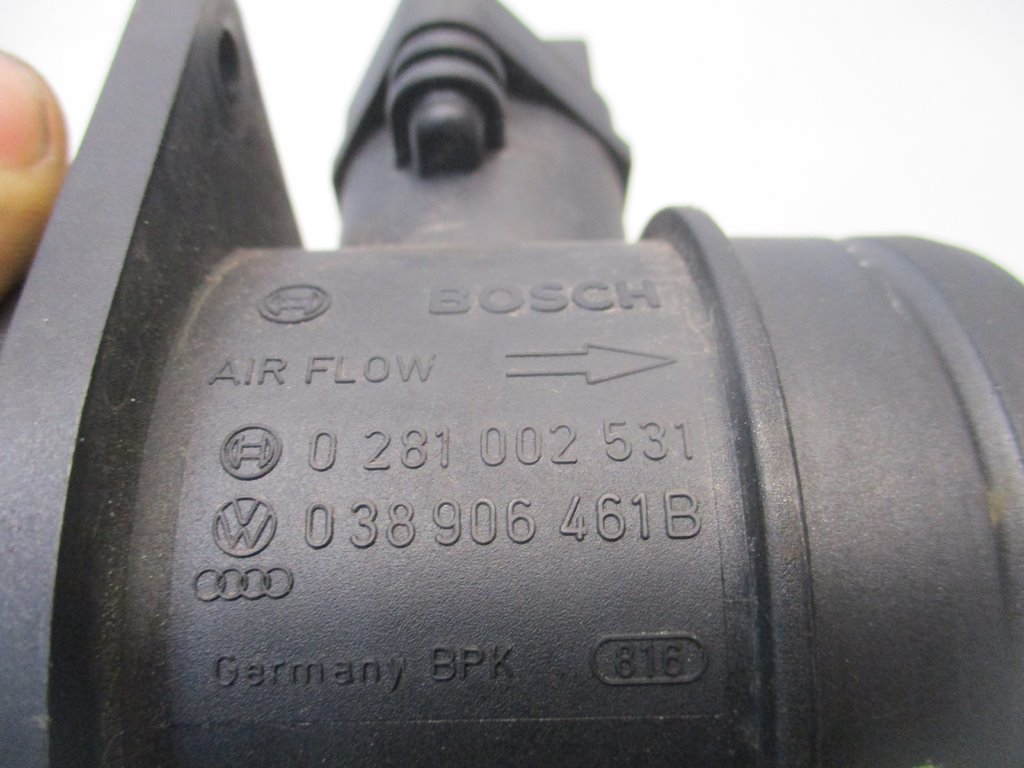 BOSCH
AIR FLOW
0 281 002 531
038 906 461B
Germany BPK 816